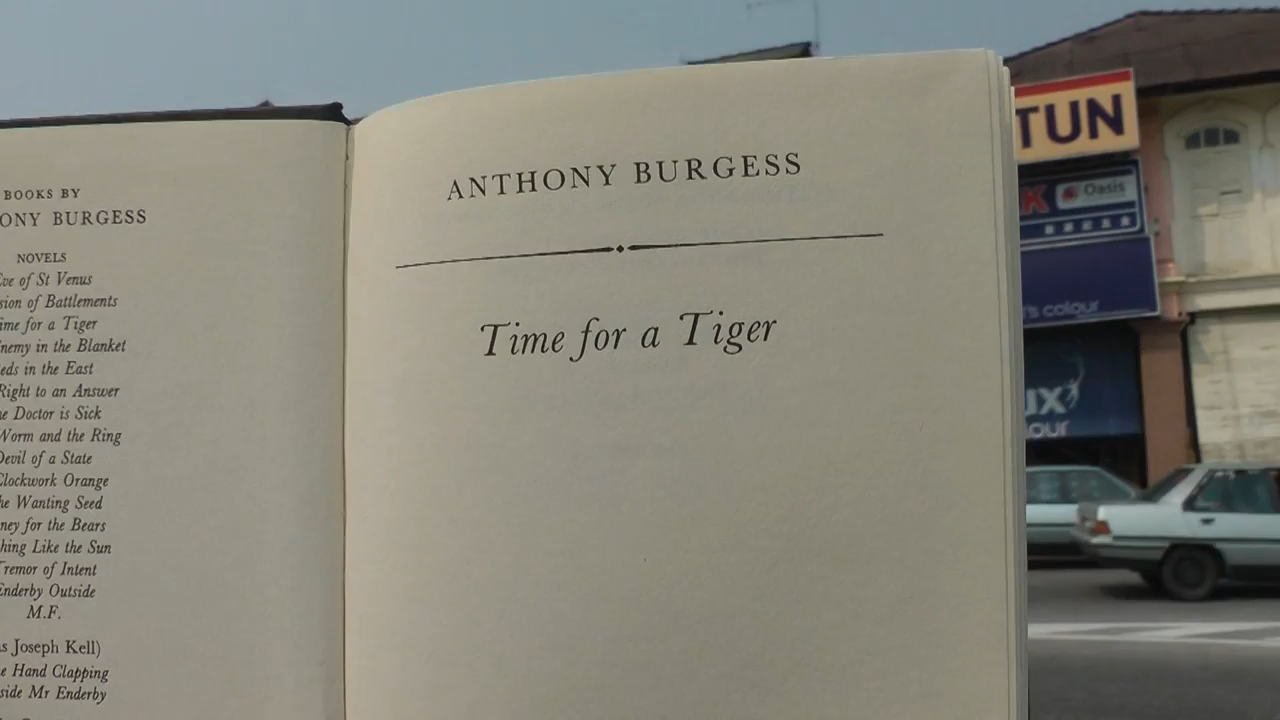 BOOKS BY
ONY BURGESS
NOVELS
Eve of St Venus
sion of Battlements
ime for a Tiger
Enemy in the Blanket
eds in the East
Right to an Answer
he Doctor is Sick
Worm and the Ring
Devil of a State
Clockwork Orange
he Wanting Seed
ney for the Bears
hing Like the Sun
Tremor of Intent
Enderby Outside
M.F.
s Joseph Kell)
e Hand Clapping
side Mr Enderby
ANTHONY BURGESS
Time for a Tiger
TUN
K Oasis
's colour
ux
our